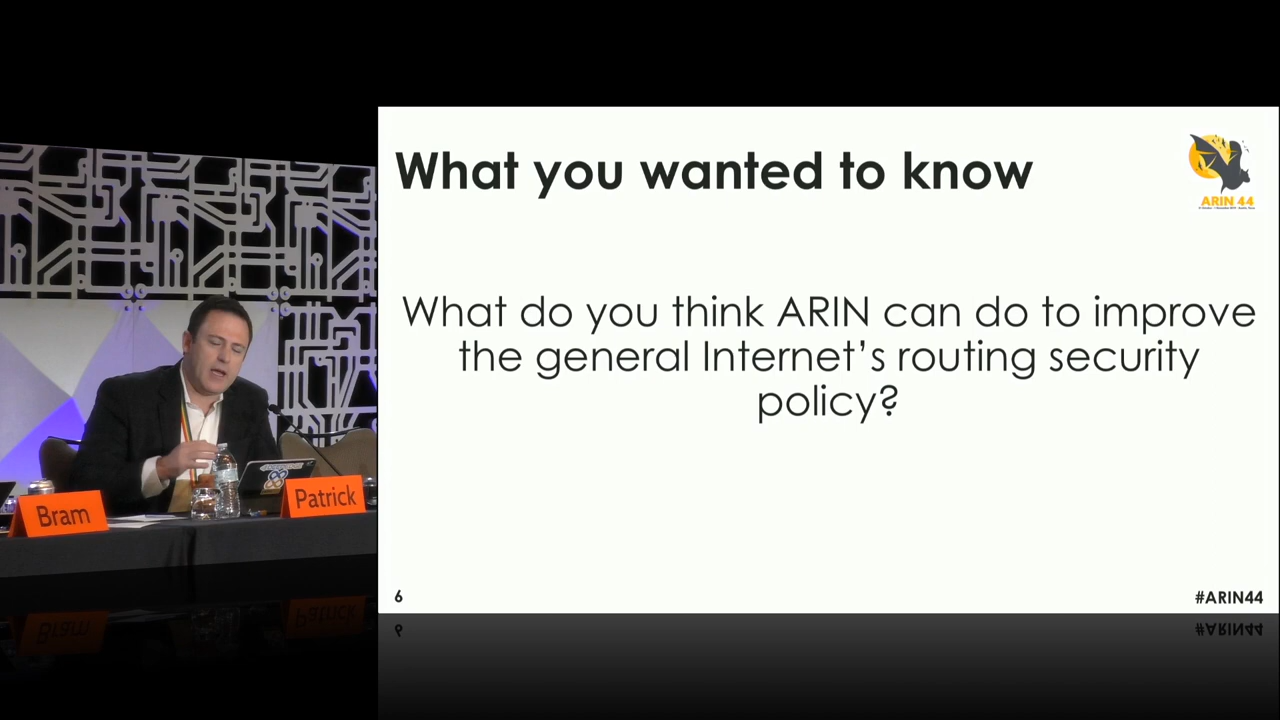 What you wanted to know
ARIN 44
What do you think ARIN can do to improve
the general Internet's routing security
policy?
Bram
Patrick
6
#ARIN44